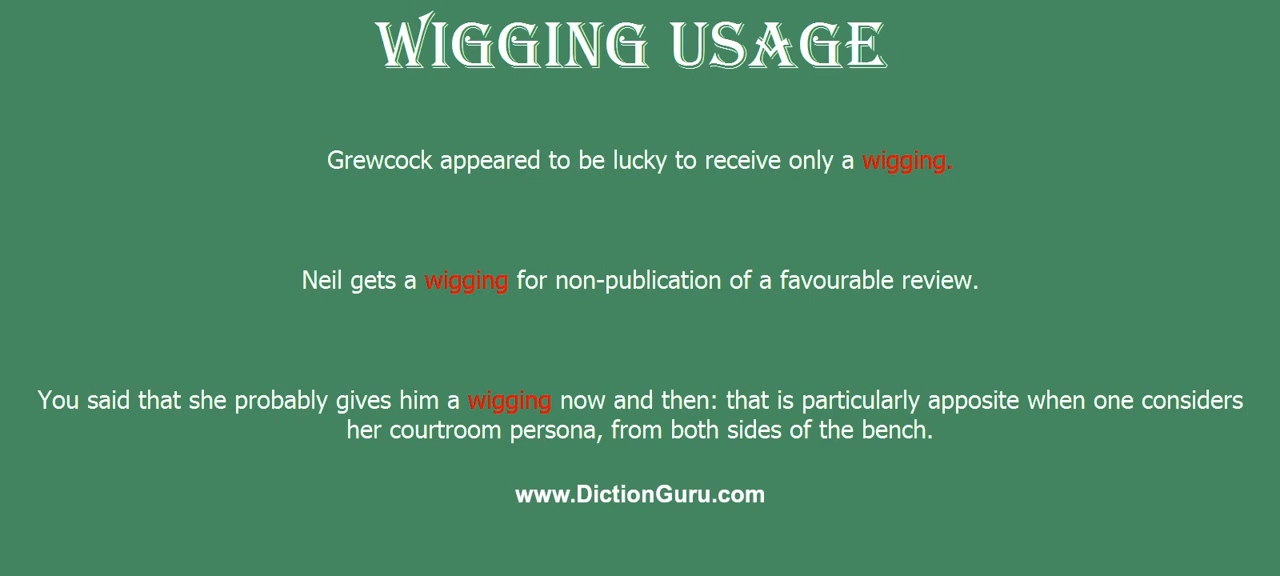 WIGGING USAGE
Grewcock appeared to be lucky to receive only a wigging.
Neil gets a wigging for non-publication of a favourable review.
You said that she probably gives him a wigging now and then: that is particularly apposite when one considers
her courtroom persona, from both sides of the bench.
www.DictionGuru.com